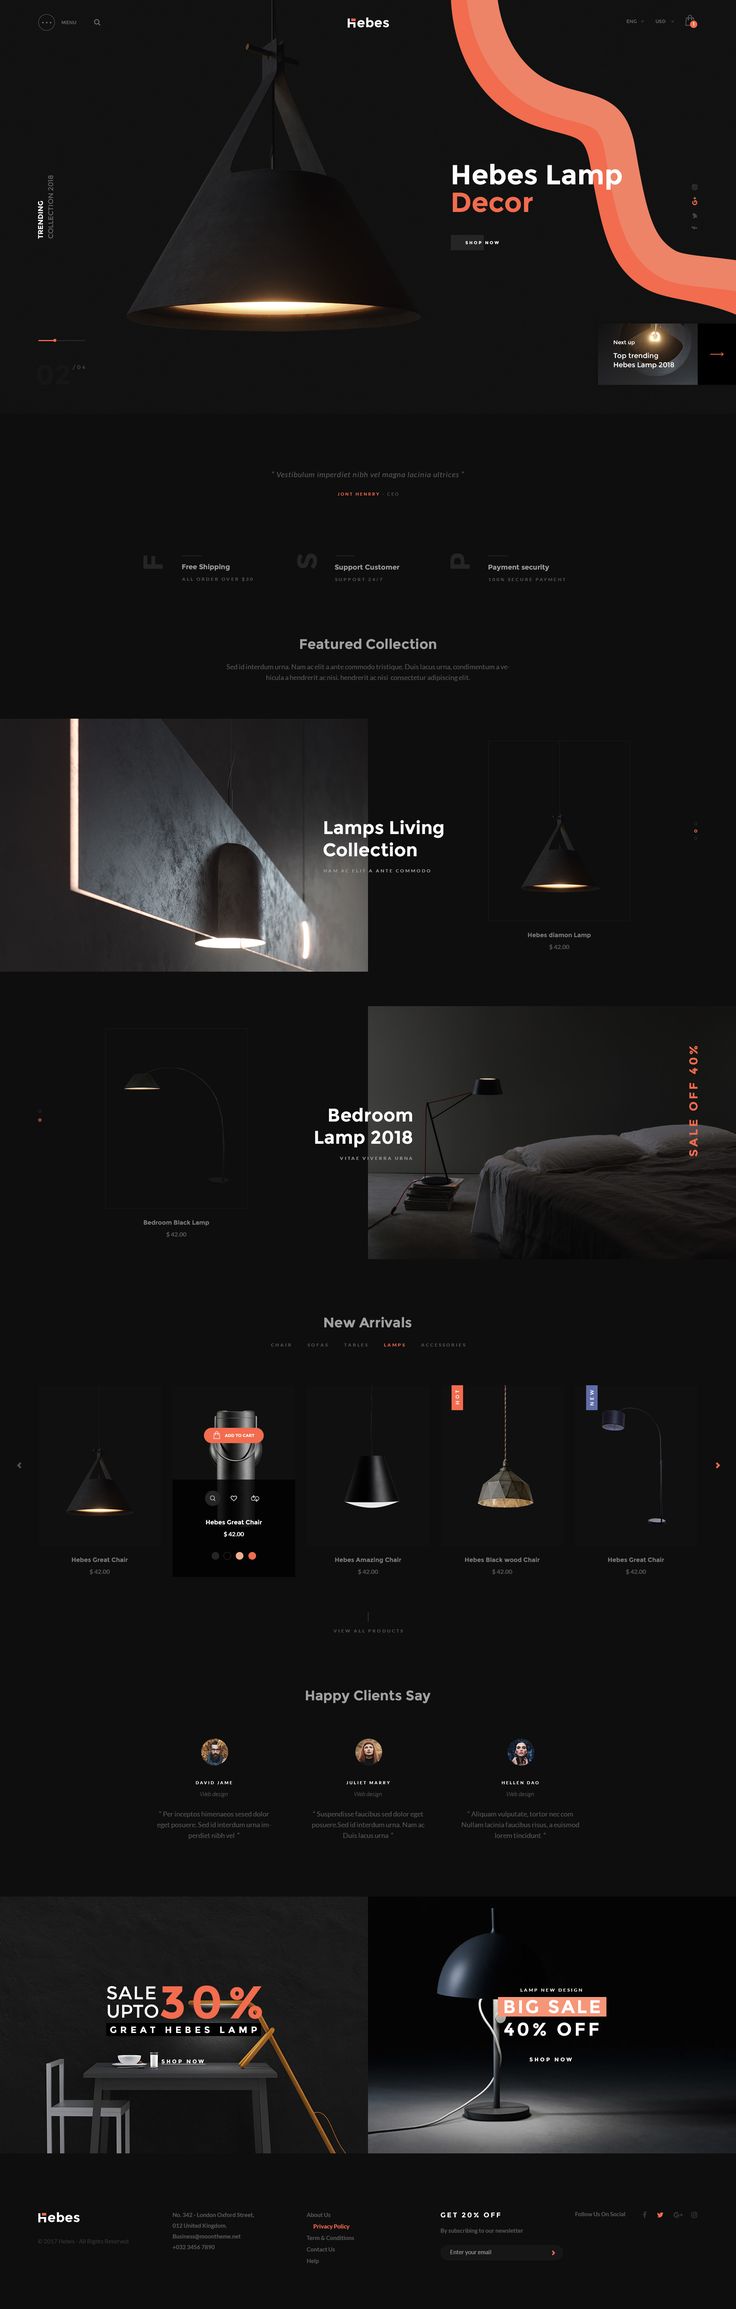 MENU
Hebes
ENG
USD
1
TRENDING
COLLECTION 2018
Hebes Lamp
Decor
SHOP NOW
02 / 04
Next up
Top trending
Hebes Lamp 2018
" Vestibulum imperdiet nibh vel magna lacinia ultrices "
JONT HENRRY - CEO
F
Free Shipping
ALL ORDER OVER $30
S
Support Customer
SUPPORT 24/7
P
Payment security
100% SECURE PAYMENT
Featured Collection
Sed id interdum urna. Nam ac elit a ante commodo tristique. Duis lacus urna, condimentum a ve-
hicula a hendrerit ac nisi. hendrerit ac nisi consectetur adipiscing elit.
Lamps Living
Collection
NAM AC ELIT A ANTE COMMODO
Hebes diamon Lamp
$ 42.00
Bedroom
Lamp 2018
VITAE VIVERRA URNA
SALE OFF 40%
Bedroom Black Lamp
$ 42.00
New Arrivals
CHAIR SOFAS TABLES LAMPS ACCESSORIES
ADD TO CART
HOT
NEW
Hebes Great Chair
$ 42.00
Hebes Great Chair
$ 42.00
Hebes Amazing Chair
$ 42.00
Hebes Black wood Chair
$ 42.00
Hebes Great Chair
$ 42.00
VIEW ALL PRODUCTS
Happy Clients Say
DAVID JAME
Web design
" Per inceptos himenaeos sesed dolor
eget posuere. Sed id interdum urna im-
perdiet nibh vel "
JULIET MARRY
Web design
" Suspendisse faucibus sed dolor eget
posuere.Sed id interdum urna. Nam ac
Duis lacus urna "
HELLEN DAO
Web design
" Aliquam vulputate, tortor nec com
Nullam lacinia faucibus risus, a euismod
lorem tincidunt "
SALE
UPTO 30%
GREAT HEBES LAMP
SHOP NOW
LAMP NEW DESIGN
BIG SALE
40% OFF
SHOP NOW
Hebes
© 2017 Hebes - All Rights Reserved
No. 342 - London Oxford Street,
012 United Kingdom.
Business@moontheme.net
+032 3456 7890
About Us
Privacy Policy
Term & Conditions
Contact Us
Help
GET 20% OFF
By subscribing to our newsletter
Enter your email
Follow Us On Social